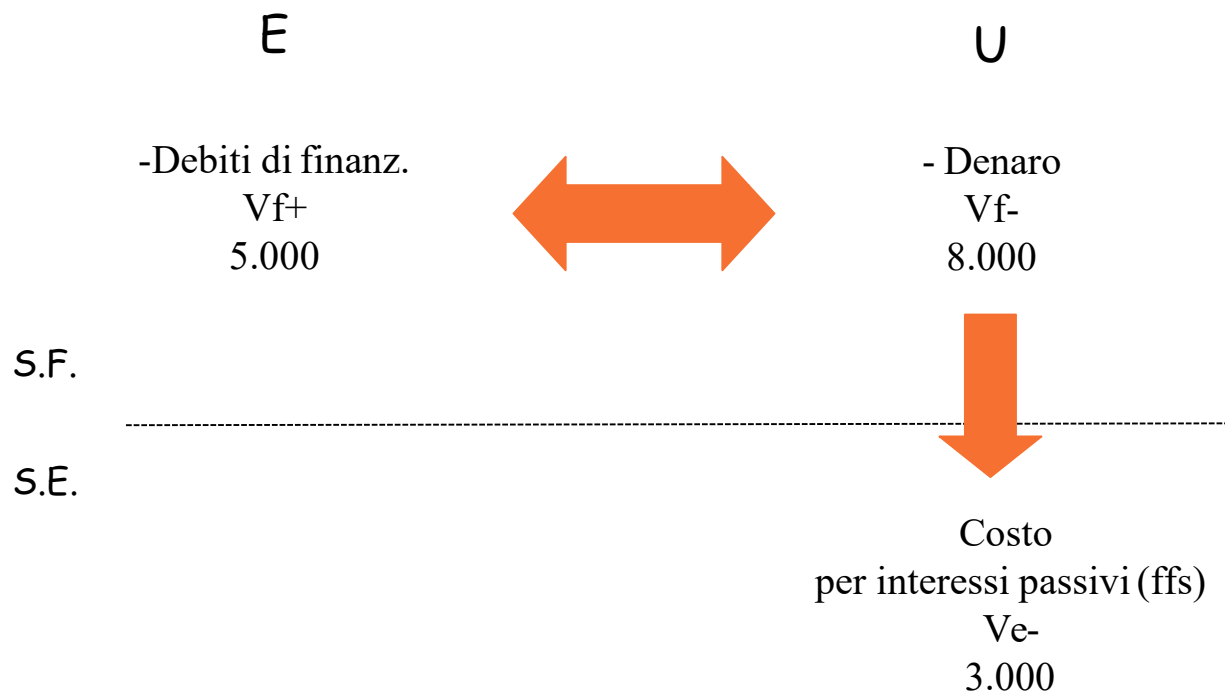 E
U
-Debiti di finanz.
Vf+
5.000
- Denaro
Vf-
8.000
S.F.
S.E.
Costo
per interessi passivi (ffs)
Ve-
3.000